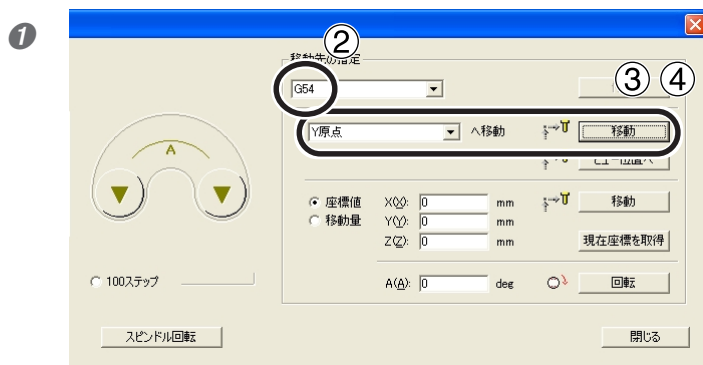 1
②
移動先の指定
③ ④
G54
Y原点 へ移動 移動
A
ビュー位置へ
座標値 X(X): 0 mm 移動
移動量 Y(Y): 0 mm
Z(Z): 0 mm 現在座標を取得
100ステップ
A(A): 0 deg 回転
スピンドル回転 閉じる